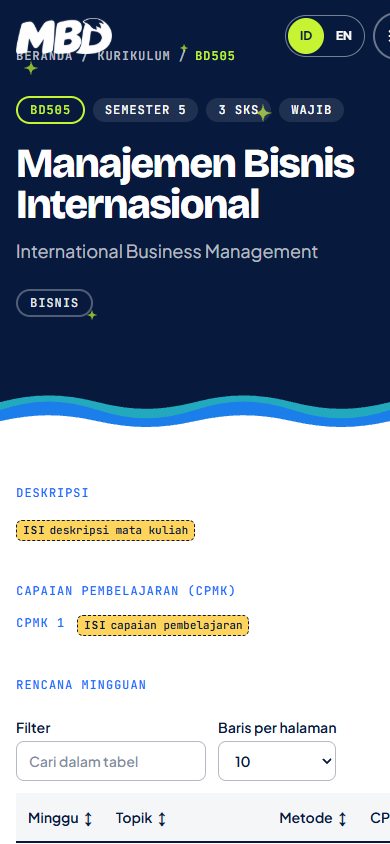 MBD
ID EN
BERANDA / KURIKULUM / BD505
BD505 SEMESTER 5 3 SKS WAJIB
Manajemen Bisnis
Internasional
International Business Management
BISNIS
DESKRIPSI
ISI deskripsi mata kuliah
CAPAIAN PEMBELAJARAN (CPMK)
CPMK 1 ISI capaian pembelajaran
RENCANA MINGGUAN
Filter Baris per halaman
Cari dalam tabel 10
Minggu ↕ Topik ↕ Metode ↕ CP